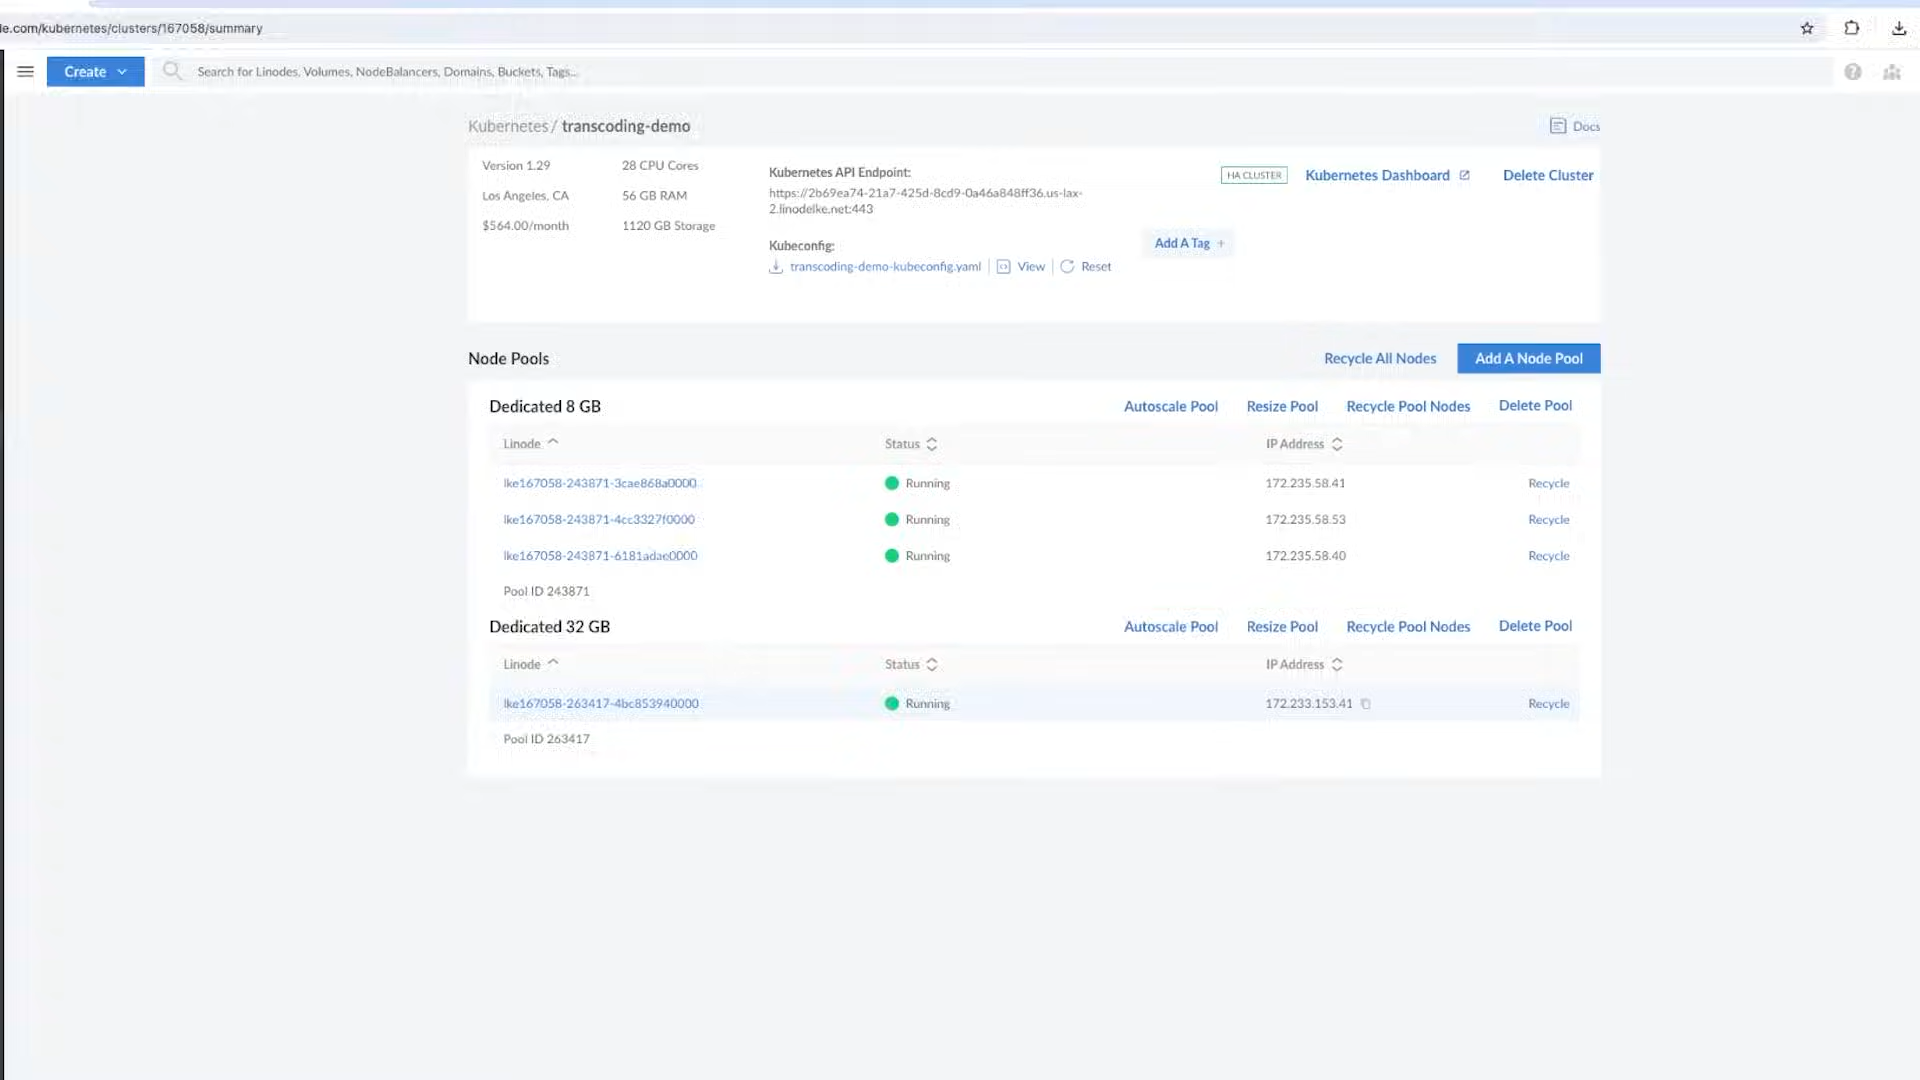 le.com/kubernetes/clusters/167058/summary
Create
Search for Linodes, Volumes, NodeBalancers, Domains, Buckets, Tags...
Kubernetes / transcoding-demo
Docs
Version 1.29
28 CPU Cores
Los Angeles, CA
56 GB RAM
$564.00/month
1120 GB Storage
Kubernetes API Endpoint:
https://2b69ea74-21a7-425d-8cd9-0a46a848ff36.us-lax-
2.linodelke.net:443
Kubeconfig:
transcoding-demo-kubeconfig.yaml
View
Reset
Add A Tag +
HA CLUSTER
Kubernetes Dashboard
Delete Cluster
Node Pools
Recycle All Nodes
Add A Node Pool
Dedicated 8 GB
Autoscale Pool
Resize Pool
Recycle Pool Nodes
Delete Pool
Linode
Status
IP Address
lke167058-243871-3cae868a0000
Running
172.235.58.41
Recycle
lke167058-243871-4cc3327f0000
Running
172.235.58.53
Recycle
lke167058-243871-6181adae0000
Running
172.235.58.40
Recycle
Pool ID 243871
Dedicated 32 GB
Autoscale Pool
Resize Pool
Recycle Pool Nodes
Delete Pool
Linode
Status
IP Address
lke167058-263417-4bc853940000
Running
172.233.153.41
Recycle
Pool ID 263417